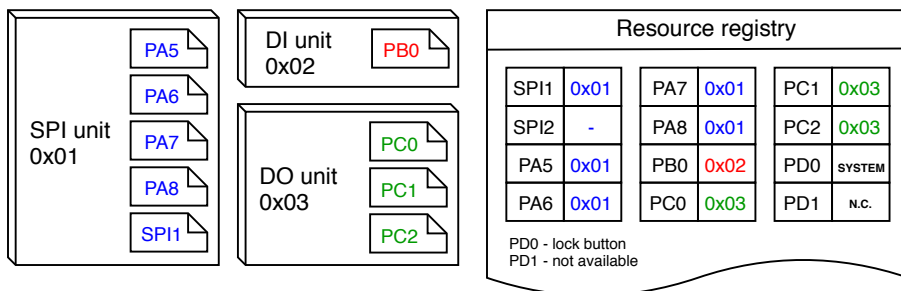 SPI unit
0x01
PA5
PA6
PA7
PA8
SPI1
DI unit
0x02
PB0
DO unit
0x03
PC0
PC1
PC2
Resource registry
SPI1 0x01 PA7 0x01 PC1 0x03
SPI2 - PA8 0x01 PC2 0x03
PA5 0x01 PB0 0x02 PD0 SYSTEM
PA6 0x01 PC0 0x03 PD1 N.C.
PD0 - lock button
PD1 - not available